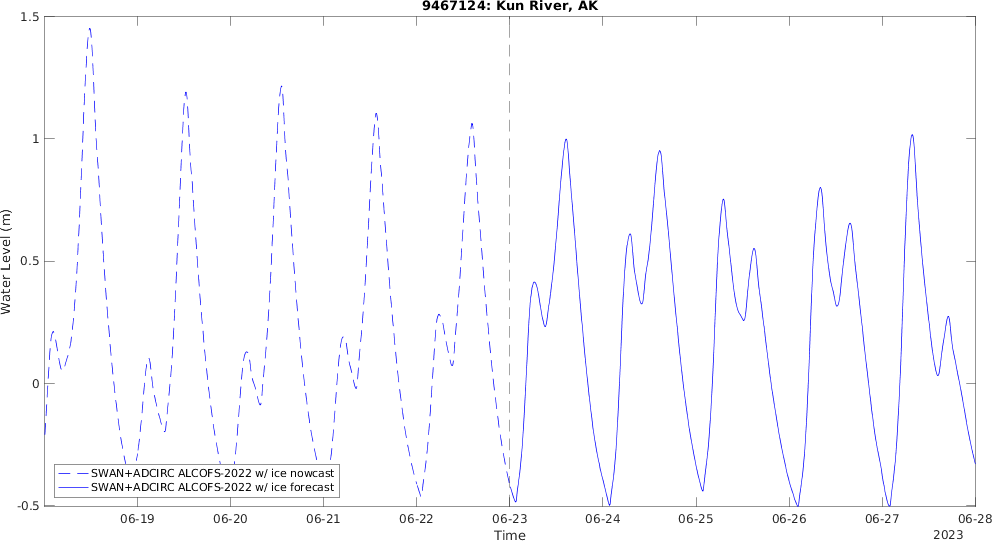 9467124: Kun River, AK
Water Level (m)
1.5
1
0.5
0
-0.5
SWAN+ADCIRC ALCOFS-2022 w/ ice nowcast
SWAN+ADCIRC ALCOFS-2022 w/ ice forecast
06-19 06-20 06-21 06-22 06-23 06-24 06-25 06-26 06-27 06-28
Time
2023